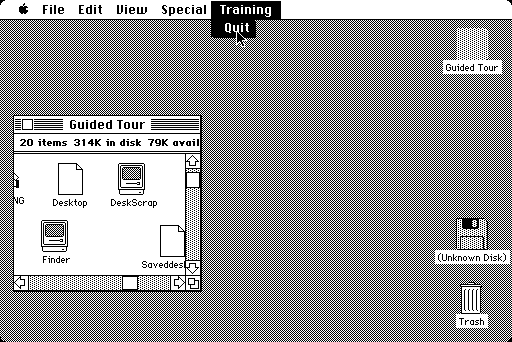 File Edit View Special Training
Quit
Guided Tour
Guided Tour
20 items 314K in disk 79K avail
NG
Desktop
DeskScrap
Finder
Saveddes
(Unknown Disk)
Trash